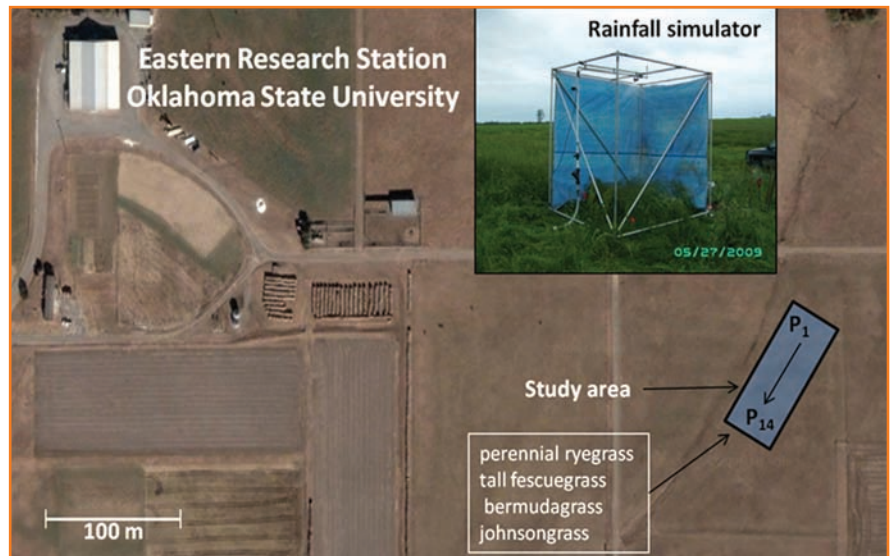 Eastern Research Station
Oklahoma State University
Rainfall simulator
05/27/2009
P1
Study area
P14
perennial ryegrass
tall fescuegrass
bermudagrass
johnsongrass
100 m